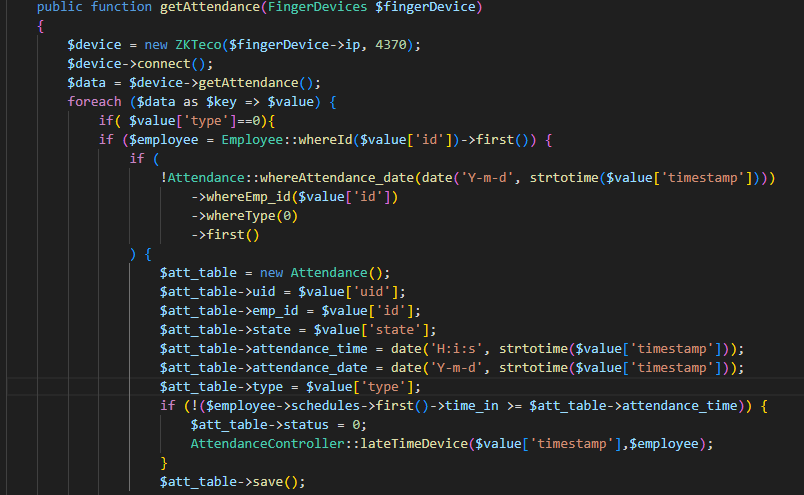 public function getAttendance(FingerDevices $fingerDevice)
{
$device = new ZKTeco($fingerDevice->ip, 4370);
$device->connect();
$data = $device->getAttendance();
foreach ($data as $key => $value) {
if( $value['type']==0){
if ($employee = Employee::whereId($value['id'])->first()) {
if (
!Attendance::whereAttendance_date(date('Y-m-d', strtotime($value['timestamp'])))
->whereEmp_id($value['id'])
->whereType(0)
->first()
) {
$att_table = new Attendance();
$att_table->uid = $value['uid'];
$att_table->emp_id = $value['id'];
$att_table->state = $value['state'];
$att_table->attendance_time = date('H:i:s', strtotime($value['timestamp']));
$att_table->attendance_date = date('Y-m-d', strtotime($value['timestamp']));
$att_table->type = $value['type'];
if (!($employee->schedules->first()->time_in >= $att_table->attendance_time)) {
$att_table->status = 0;
AttendanceController::lateTimeDevice($value['timestamp'],$employee);
}
$att_table->save();